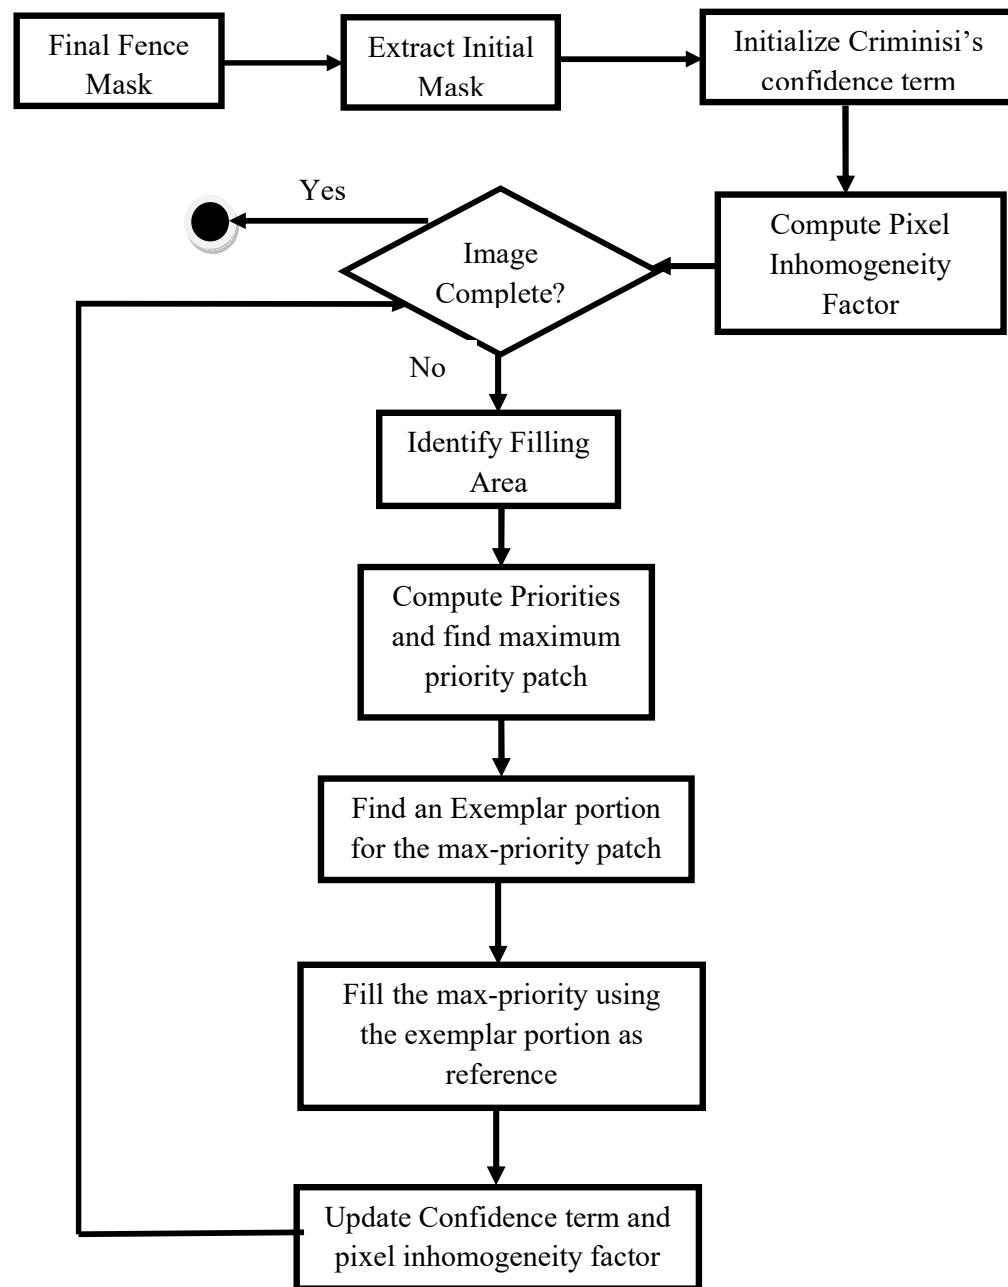 Final Fence
Mask
Extract Initial
Mask
Initialize Criminisi’s
confidence term
Compute Pixel
Inhomogeneity
Factor
Yes
Image
Complete?
No
Identify Filling
Area
Compute Priorities
and find maximum
priority patch
Find an Exemplar portion
for the max-priority patch
Fill the max-priority using
the exemplar portion as
reference
Update Confidence term and
pixel inhomogeneity factor